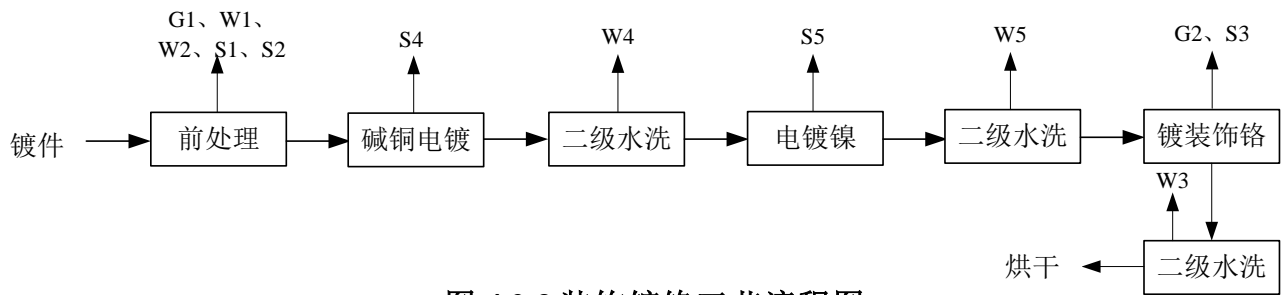 G1、W1、
W2、S1、S2
S4
W4
S5
W5
G2、S3
镀件
前处理
碱铜电镀
二级水洗
电镀镍
二级水洗
镀装饰铬
W3
烘干
二级水洗